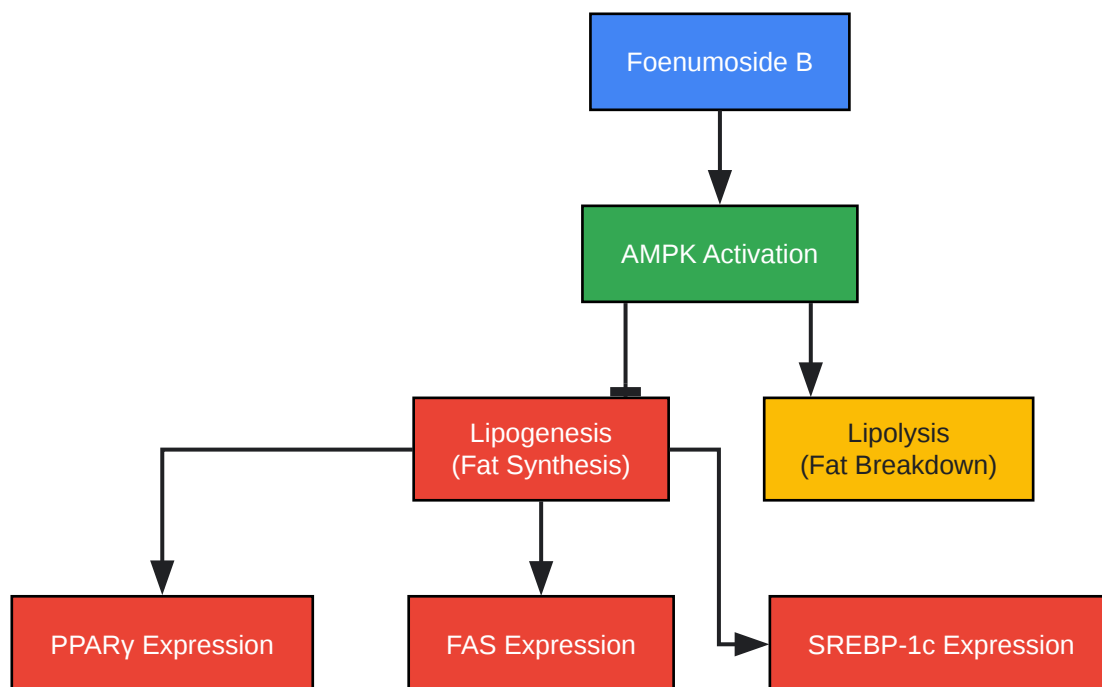 Foenumoside B
AMPK Activation
Lipogenesis
(Fat Synthesis)
Lipolysis
(Fat Breakdown)
PPARγ Expression
FAS Expression
SREBP-1c Expression